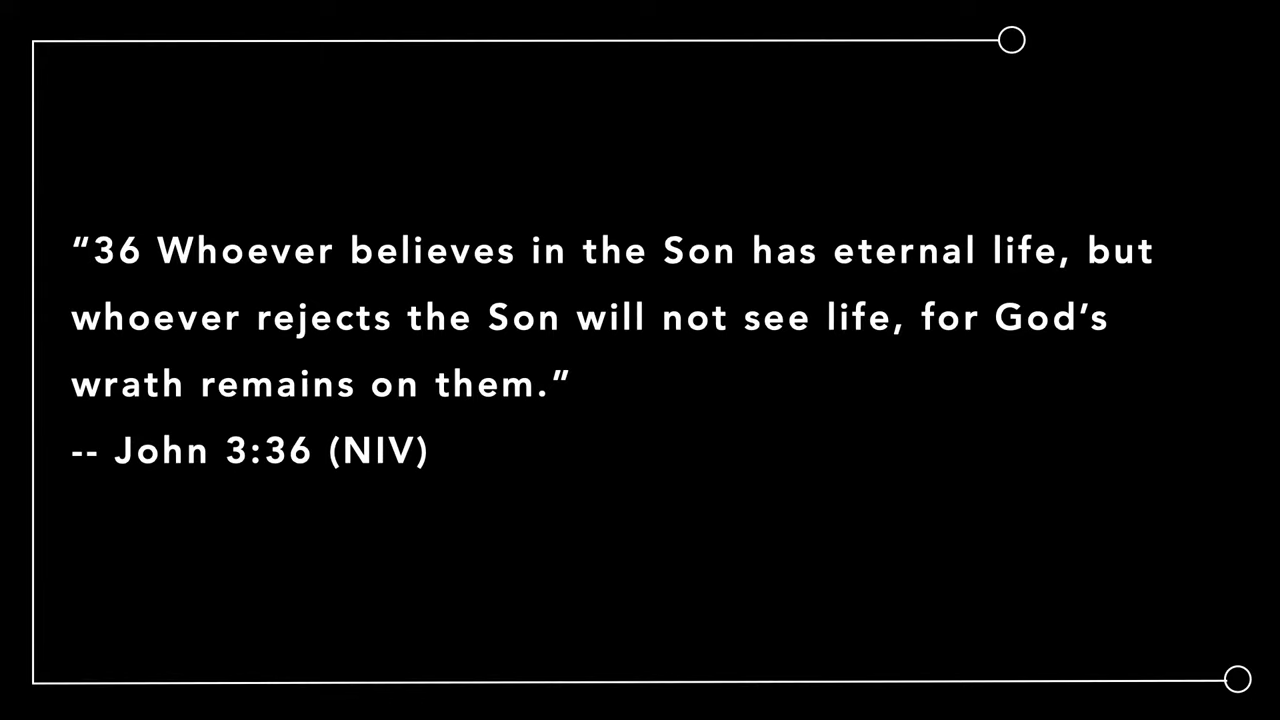 “36 Whoever believes in the Son has eternal life, but
whoever rejects the Son will not see life, for God’s
wrath remains on them.”
-- John 3:36 (NIV)